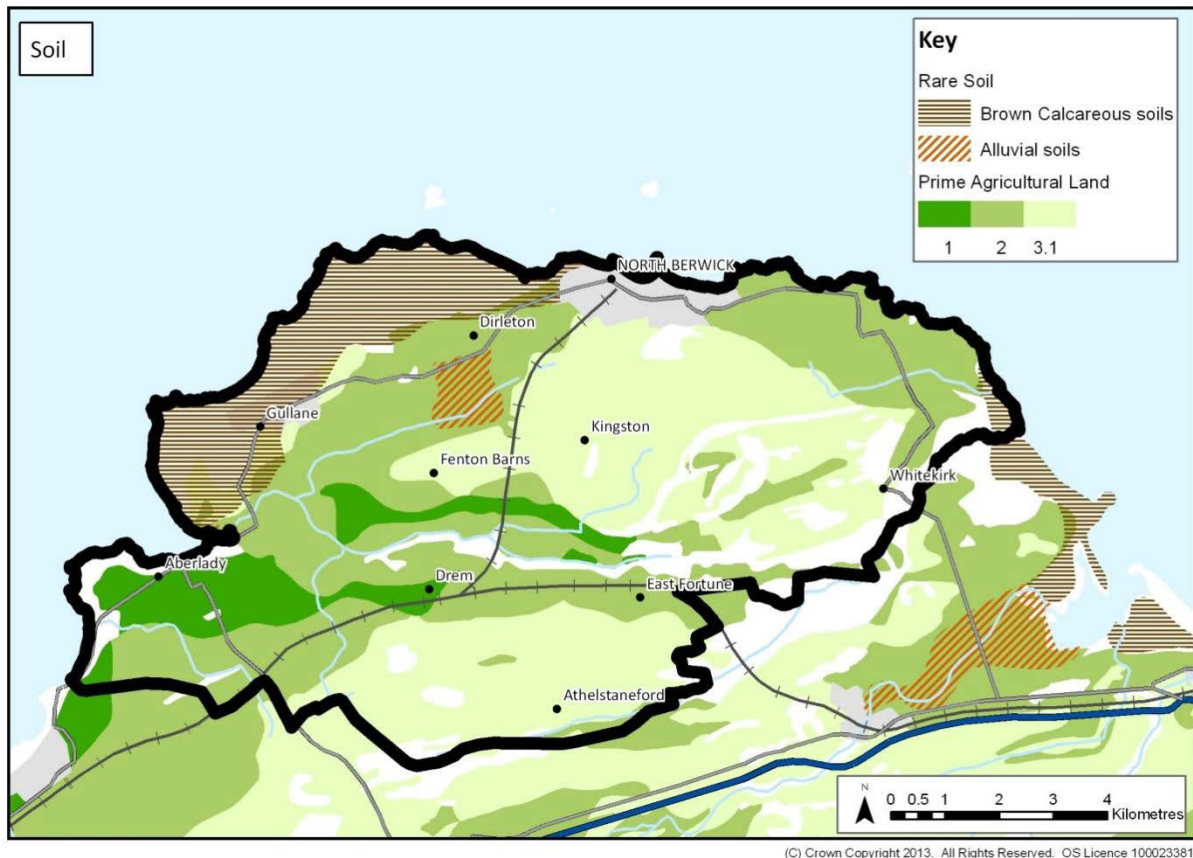 Soil
Key
Rare Soil
Brown Calcareous soils
Alluvial soils
Prime Agricultural Land
1 2 3.1
NORTH BERWICK
Dirleton
Gullane
Kingston
Fenton Barns
Whitekirk
Aberlady
Drem
East Fortune
Athelstaneford
N
0 0.5 1 2 3 4
Kilometres
(C) Crown Copyright 2013. All Rights Reserved. OS Licence 100023381